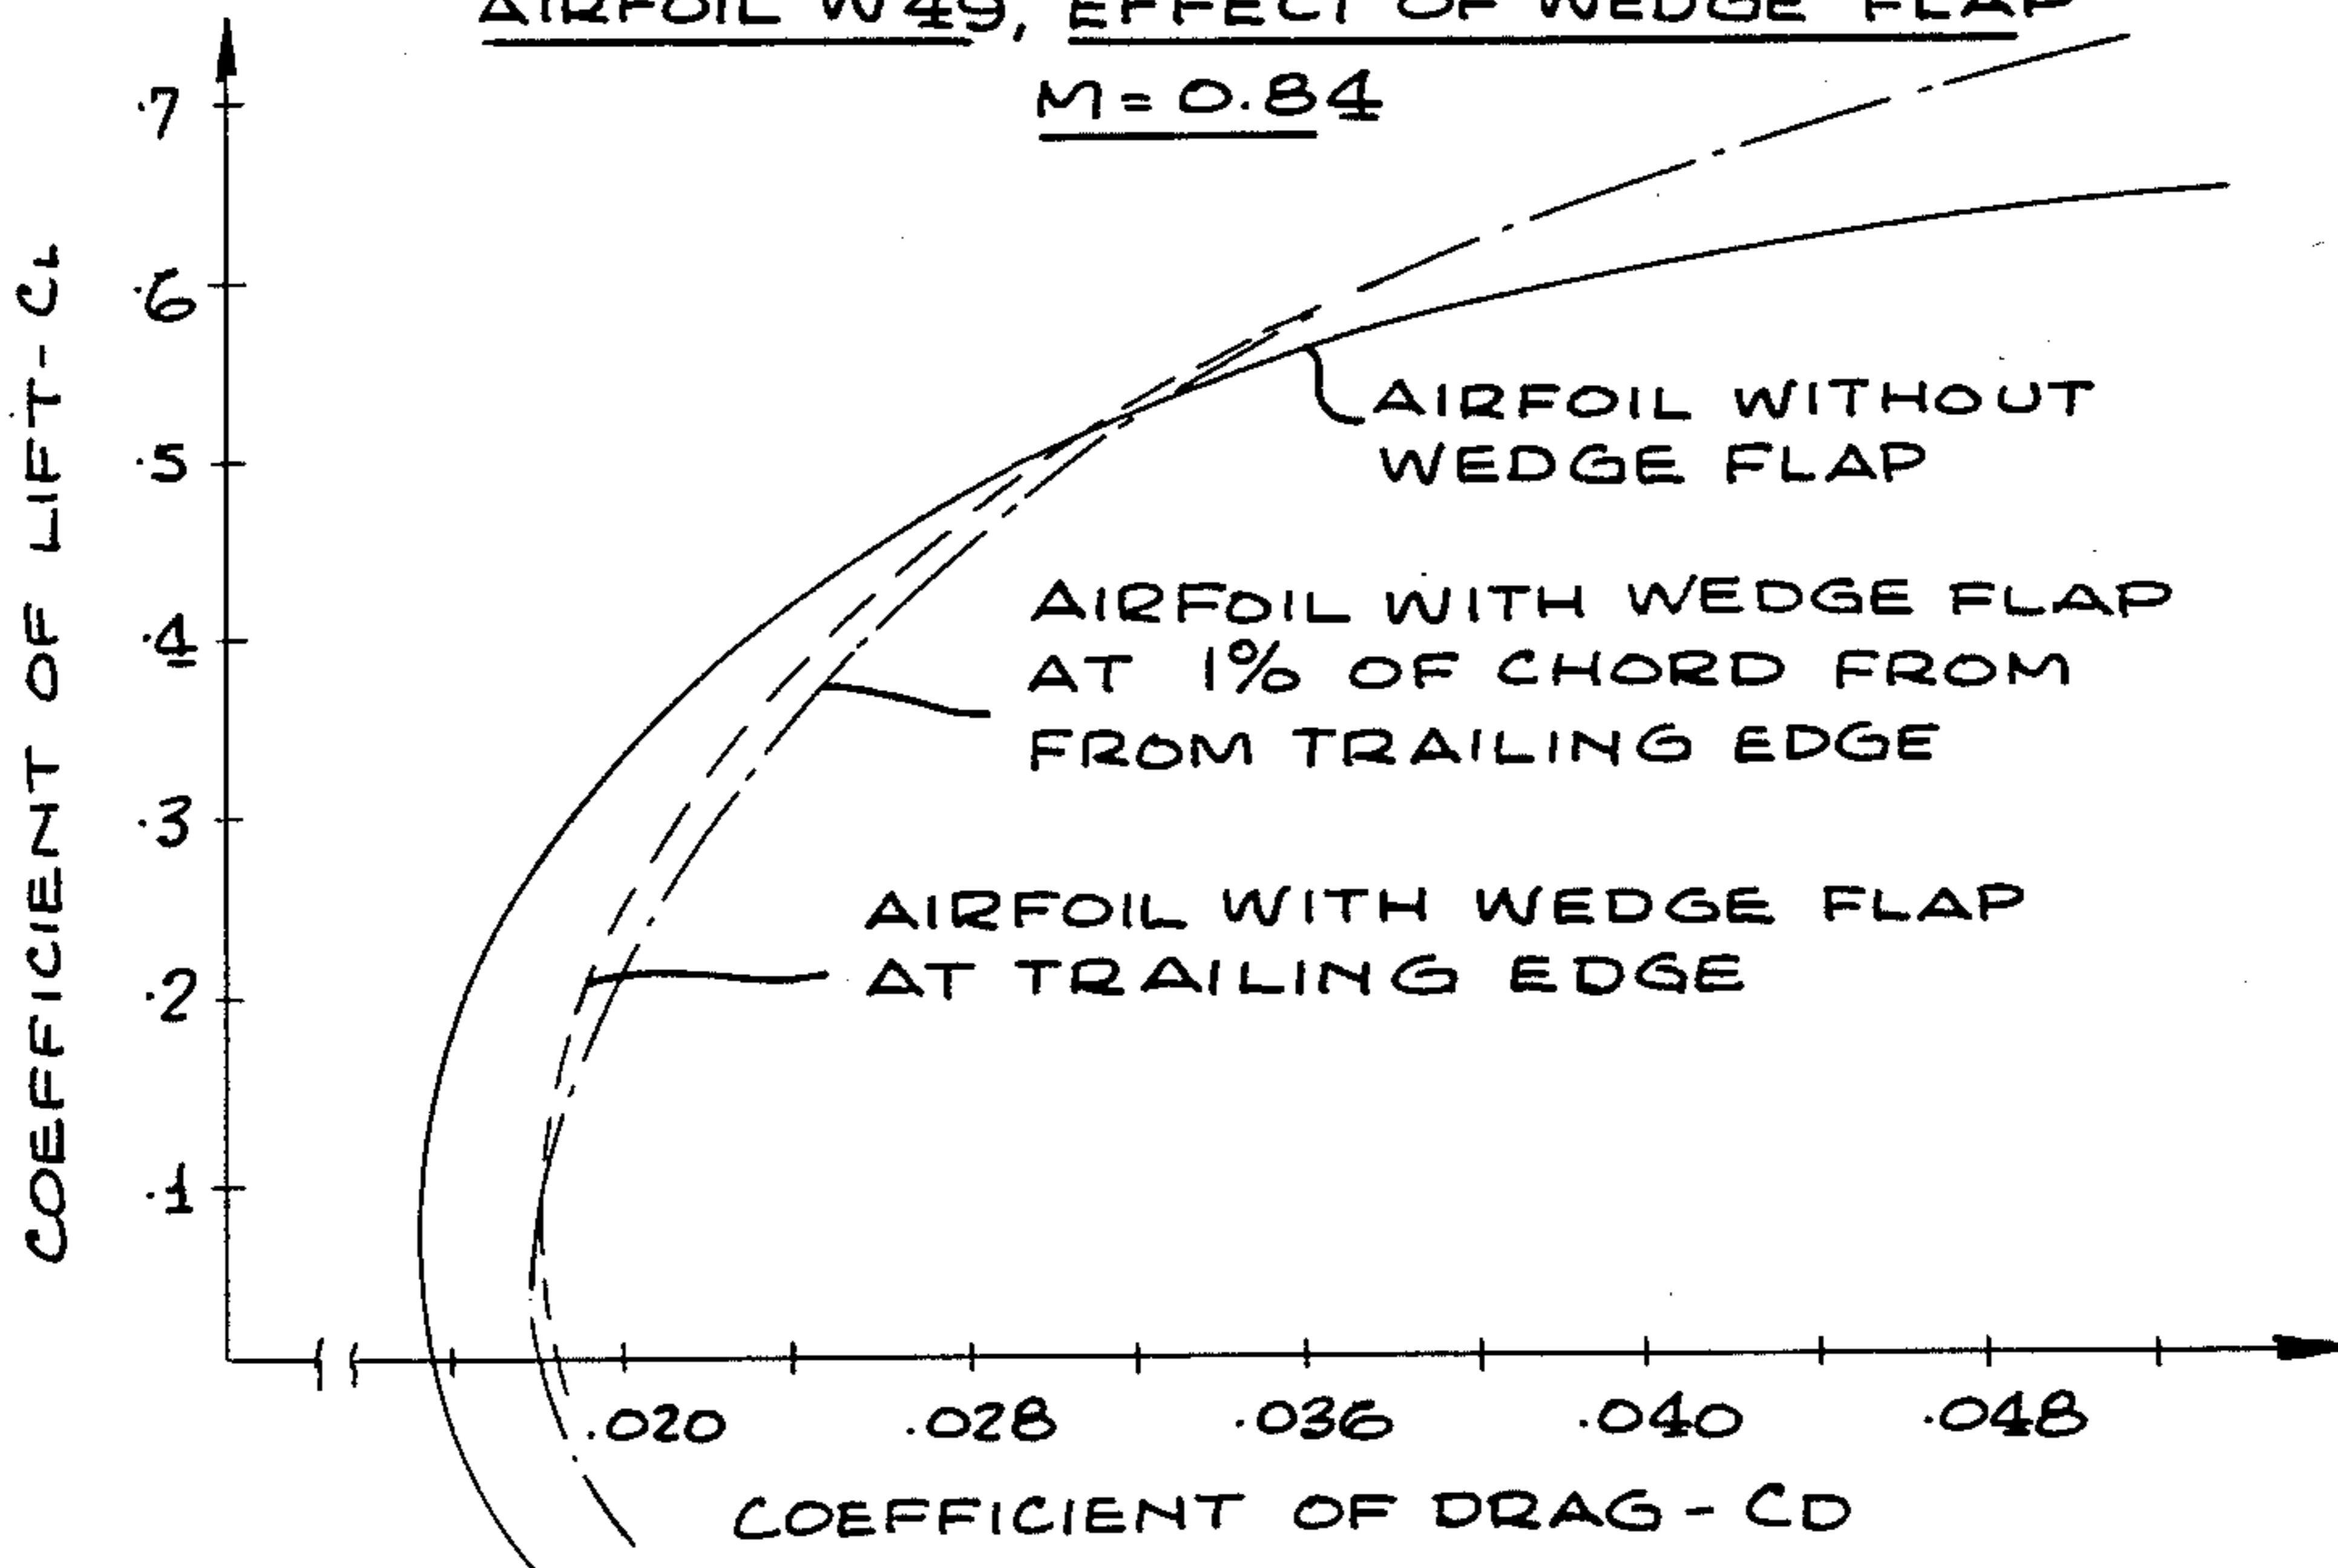 AIRFOIL W49, EFFECT OF WEDGE FLAP
M = 0.84
.7
.6
.5
.4
.3
.2
.1
COEFFICIENT OF LIFT - CL
AIRFOIL WITHOUT
WEDGE FLAP
AIRFOIL WITH WEDGE FLAP
AT 1% OF CHORD FROM
FROM TRAILING EDGE
AIRFOIL WITH WEDGE FLAP
AT TRAILING EDGE
.020 .028 .036 .040 .048
COEFFICIENT OF DRAG - CD